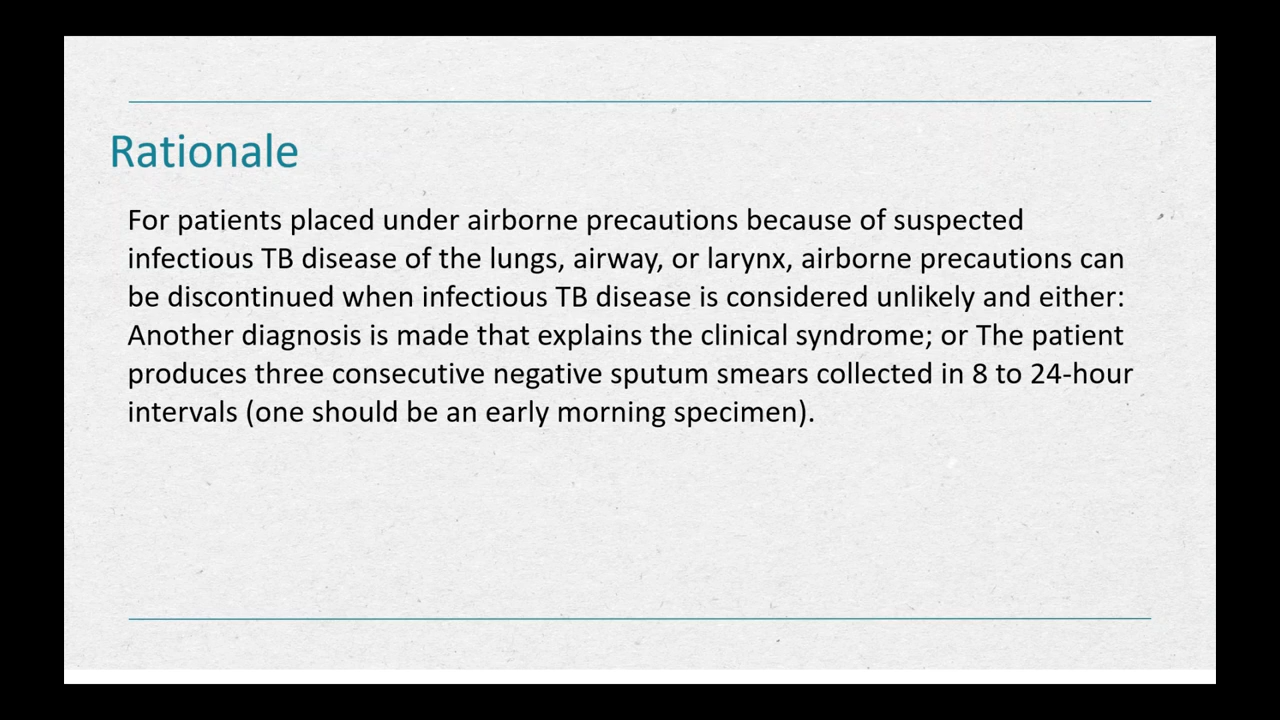 Rationale
For patients placed under airborne precautions because of suspected
infectious TB disease of the lungs, airway, or larynx, airborne precautions can
be discontinued when infectious TB disease is considered unlikely and either:
Another diagnosis is made that explains the clinical syndrome; or The patient
produces three consecutive negative sputum smears collected in 8 to 24-hour
intervals (one should be an early morning specimen).